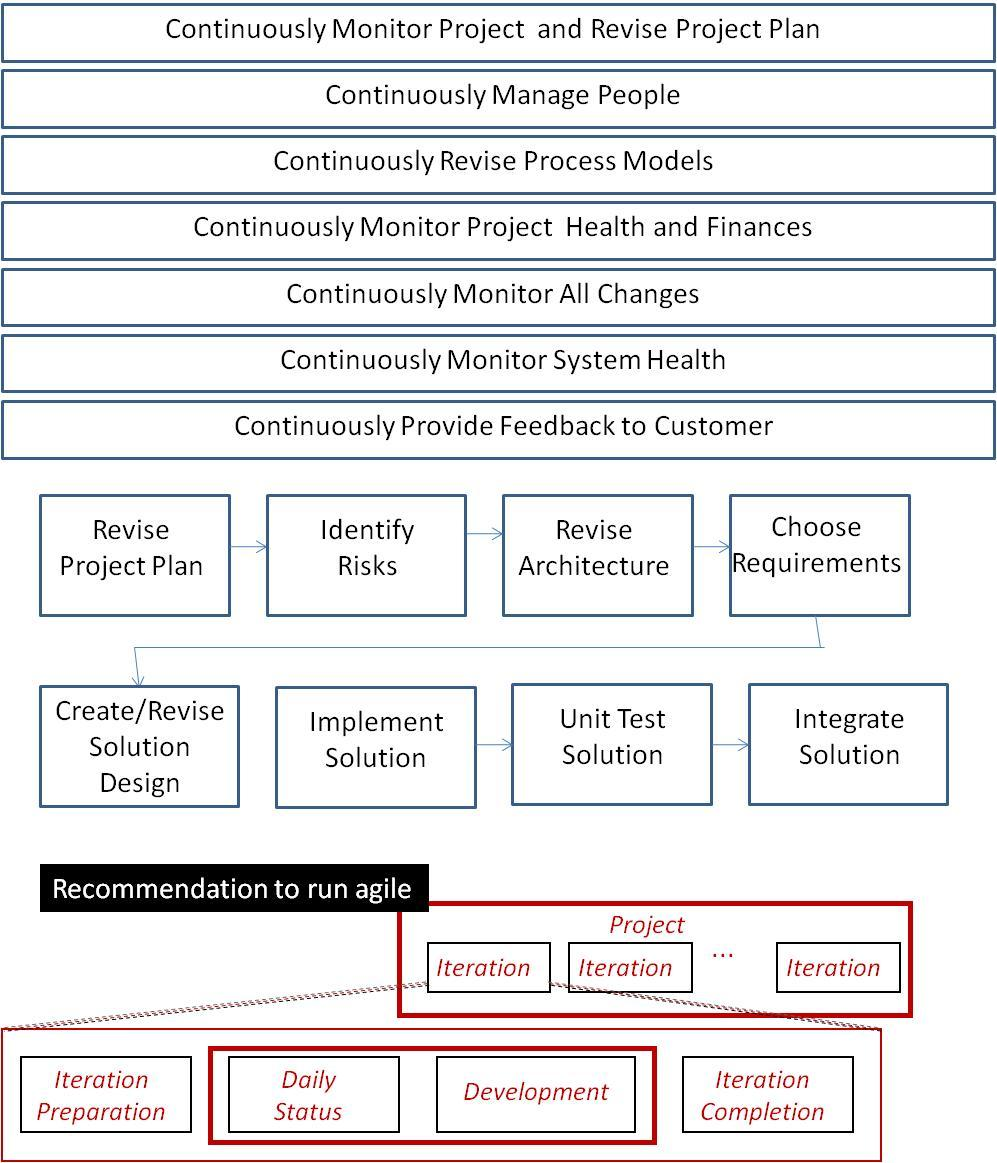 Continuously Monitor Project and Revise Project Plan
Continuously Manage People
Continuously Revise Process Models
Continuously Monitor Project Health and Finances
Continuously Monitor All Changes
Continuously Monitor System Health
Continuously Provide Feedback to Customer
Revise
Project Plan
Identify
Risks
Revise
Architecture
Choose
Requirements
Create/Revise
Solution
Design
Implement
Solution
Unit Test
Solution
Integrate
Solution
Recommendation to run agile
Project
Iteration
Iteration
...
Iteration
Iteration
Preparation
Daily
Status
Development
Iteration
Completion